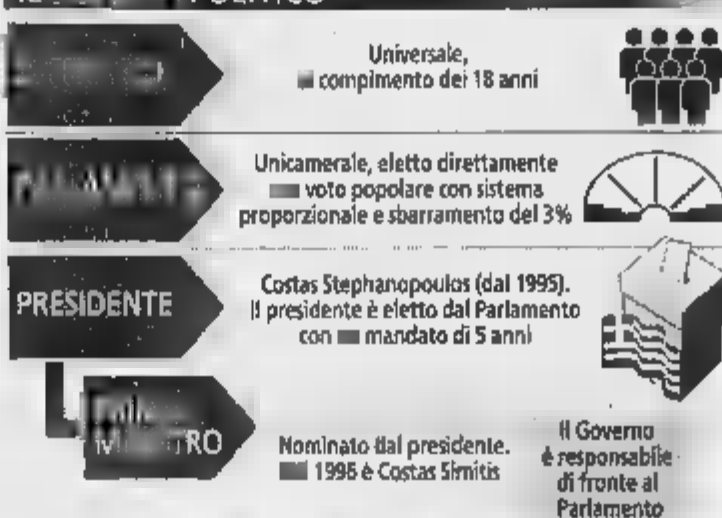 POLITICO
Universale,
compimento dei 18 anni
Unicamerale, eletto direttamente
voto popolare con sistema
proporzionale e sbarramento del 3%
PRESIDENTE
Costas Stephanopoulos (dal 1995).
Il presidente è eletto dal Parlamento
con mandato di 5 anni
Nominato dal presidente.
1996 è Costas Simitis
Il Governo
è responsabile
di fronte al
Parlamento